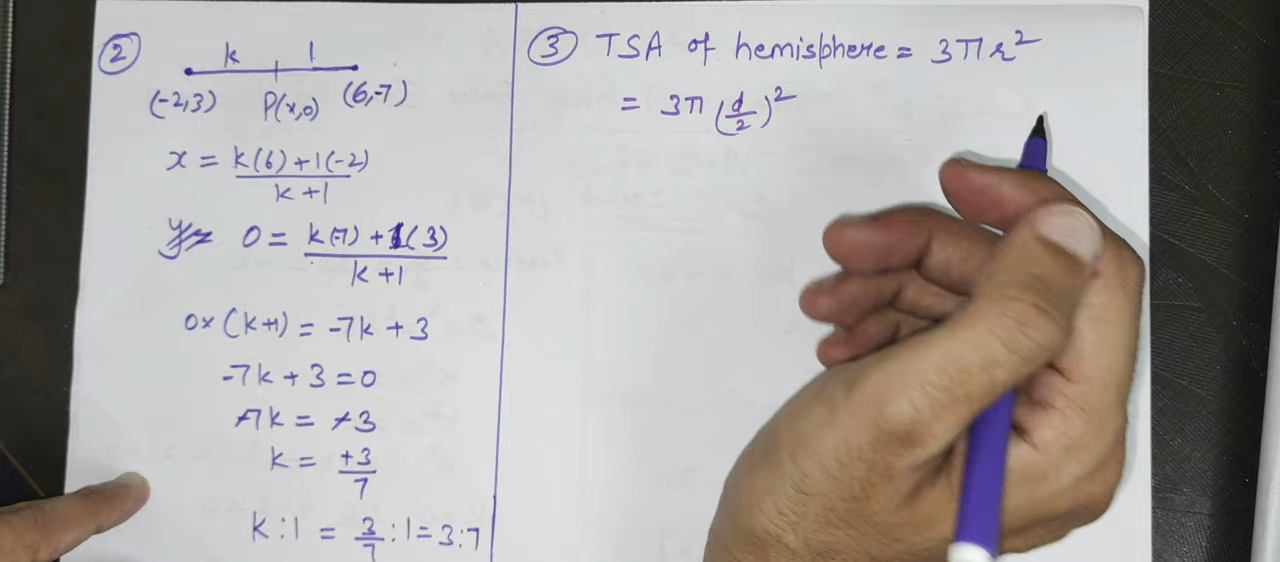 ②
k 1
(-2,3) P(x,0) (6,-7)
x = k(6)+1(-2) / k+1
0 = k(-7)+1(3) / k+1
0×(k+1) = -7k+3
-7k+3=0
-7k = -3
k = +3/7
k:1 = 3/7:1=3:7
③ TSA of hemisphere = 3πr²
= 3π(d/2)²